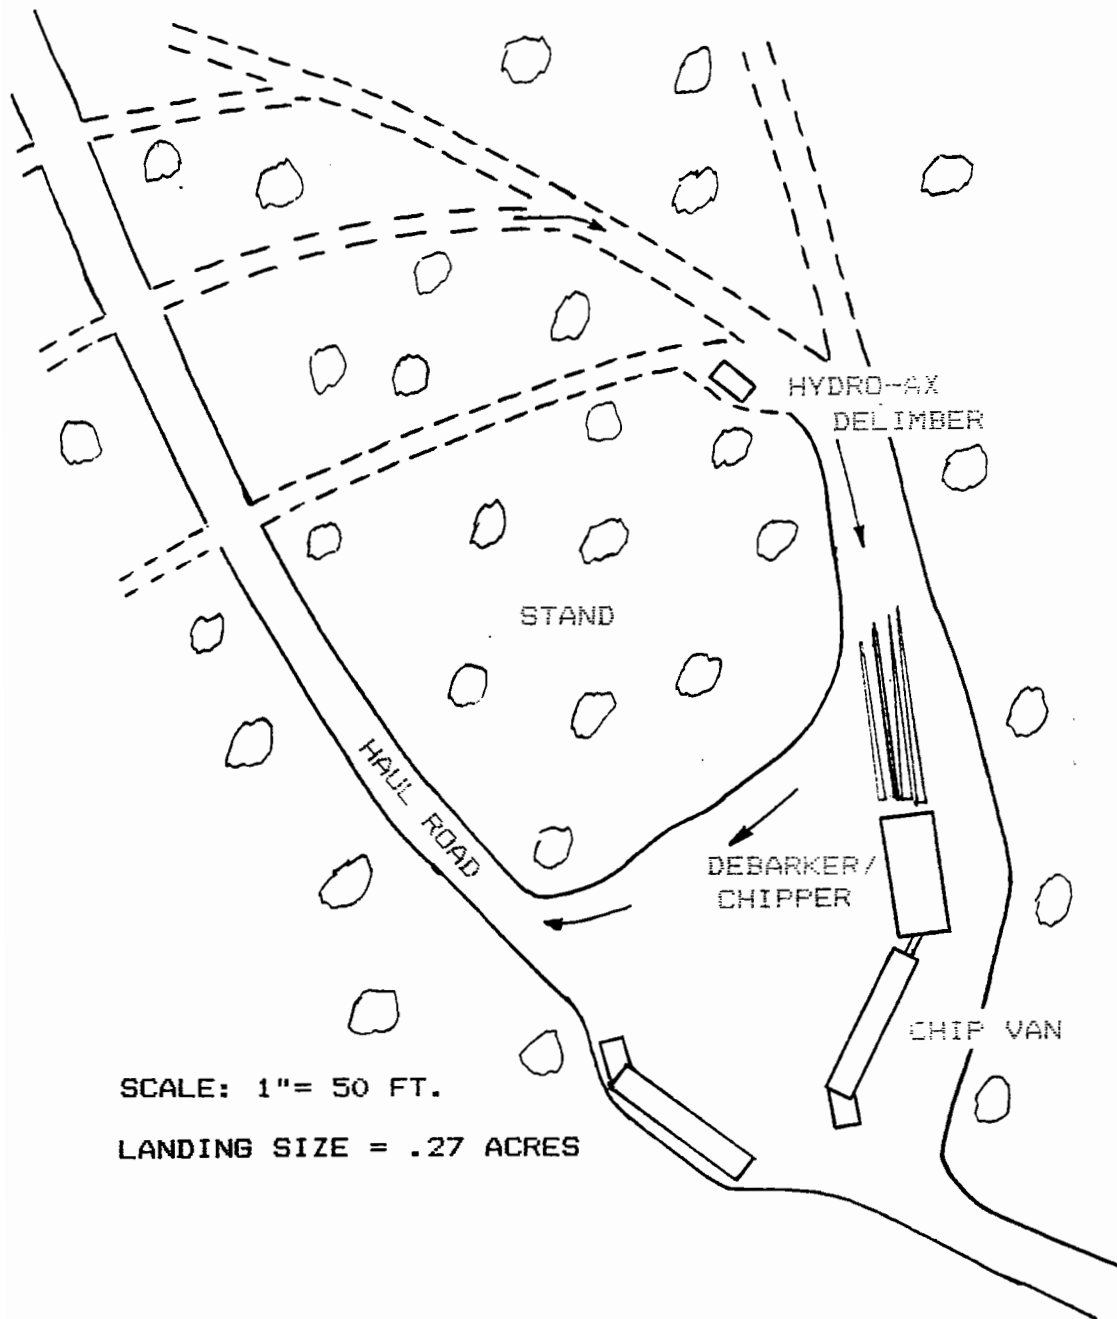 HYDRO-AX
DELIMBER
STAND
HAUL ROAD
DEBARKER/
CHIPPER
CHIP VAN
SCALE: 1"= 50 FT.
LANDING SIZE = .27 ACRES